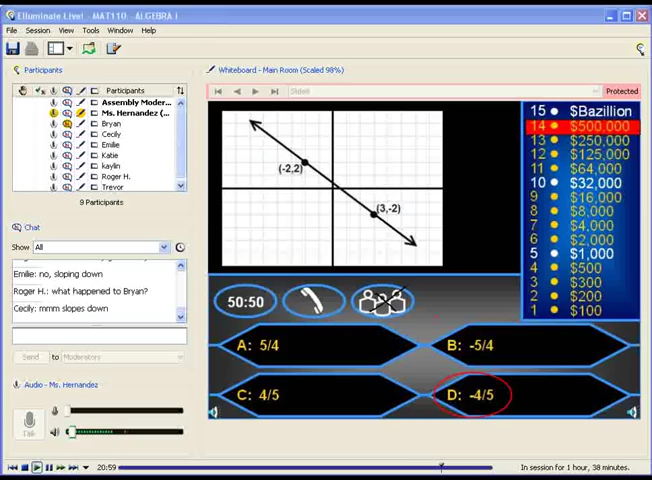 Elluminate Live! - MAT110 - ALGEBRA I
File Session View Tools Window Help
Participants
Participants
Assembly Moder...
Ms. Hernandez (...
Bryan
Cecily
Emilie
Katie
kaylin
Roger H.
Trevor
9 Participants
Chat
Show All
Emilie: no, sloping down
Roger H.: what happened to Bryan?
Cecily: mmm slopes down
Send to Moderator
Audio - Ms. Hernandez
Talk
Whiteboard - Main Room (Scaled 98%)
Protected
(-2,2)
(3,-2)
15 $Bazillion
14 $500,000
13 $250,000
12 $125,000
11 $64,000
10 $32,000
9 $16,000
8 $8,000
7 $4,000
6 $2,000
5 $1,000
4 $500
3 $300
2 $200
1 $100
50:50
A: 5/4
B: -5/4
C: 4/5
D: -4/5
20:59
In session for 1 hour, 38 minutes.